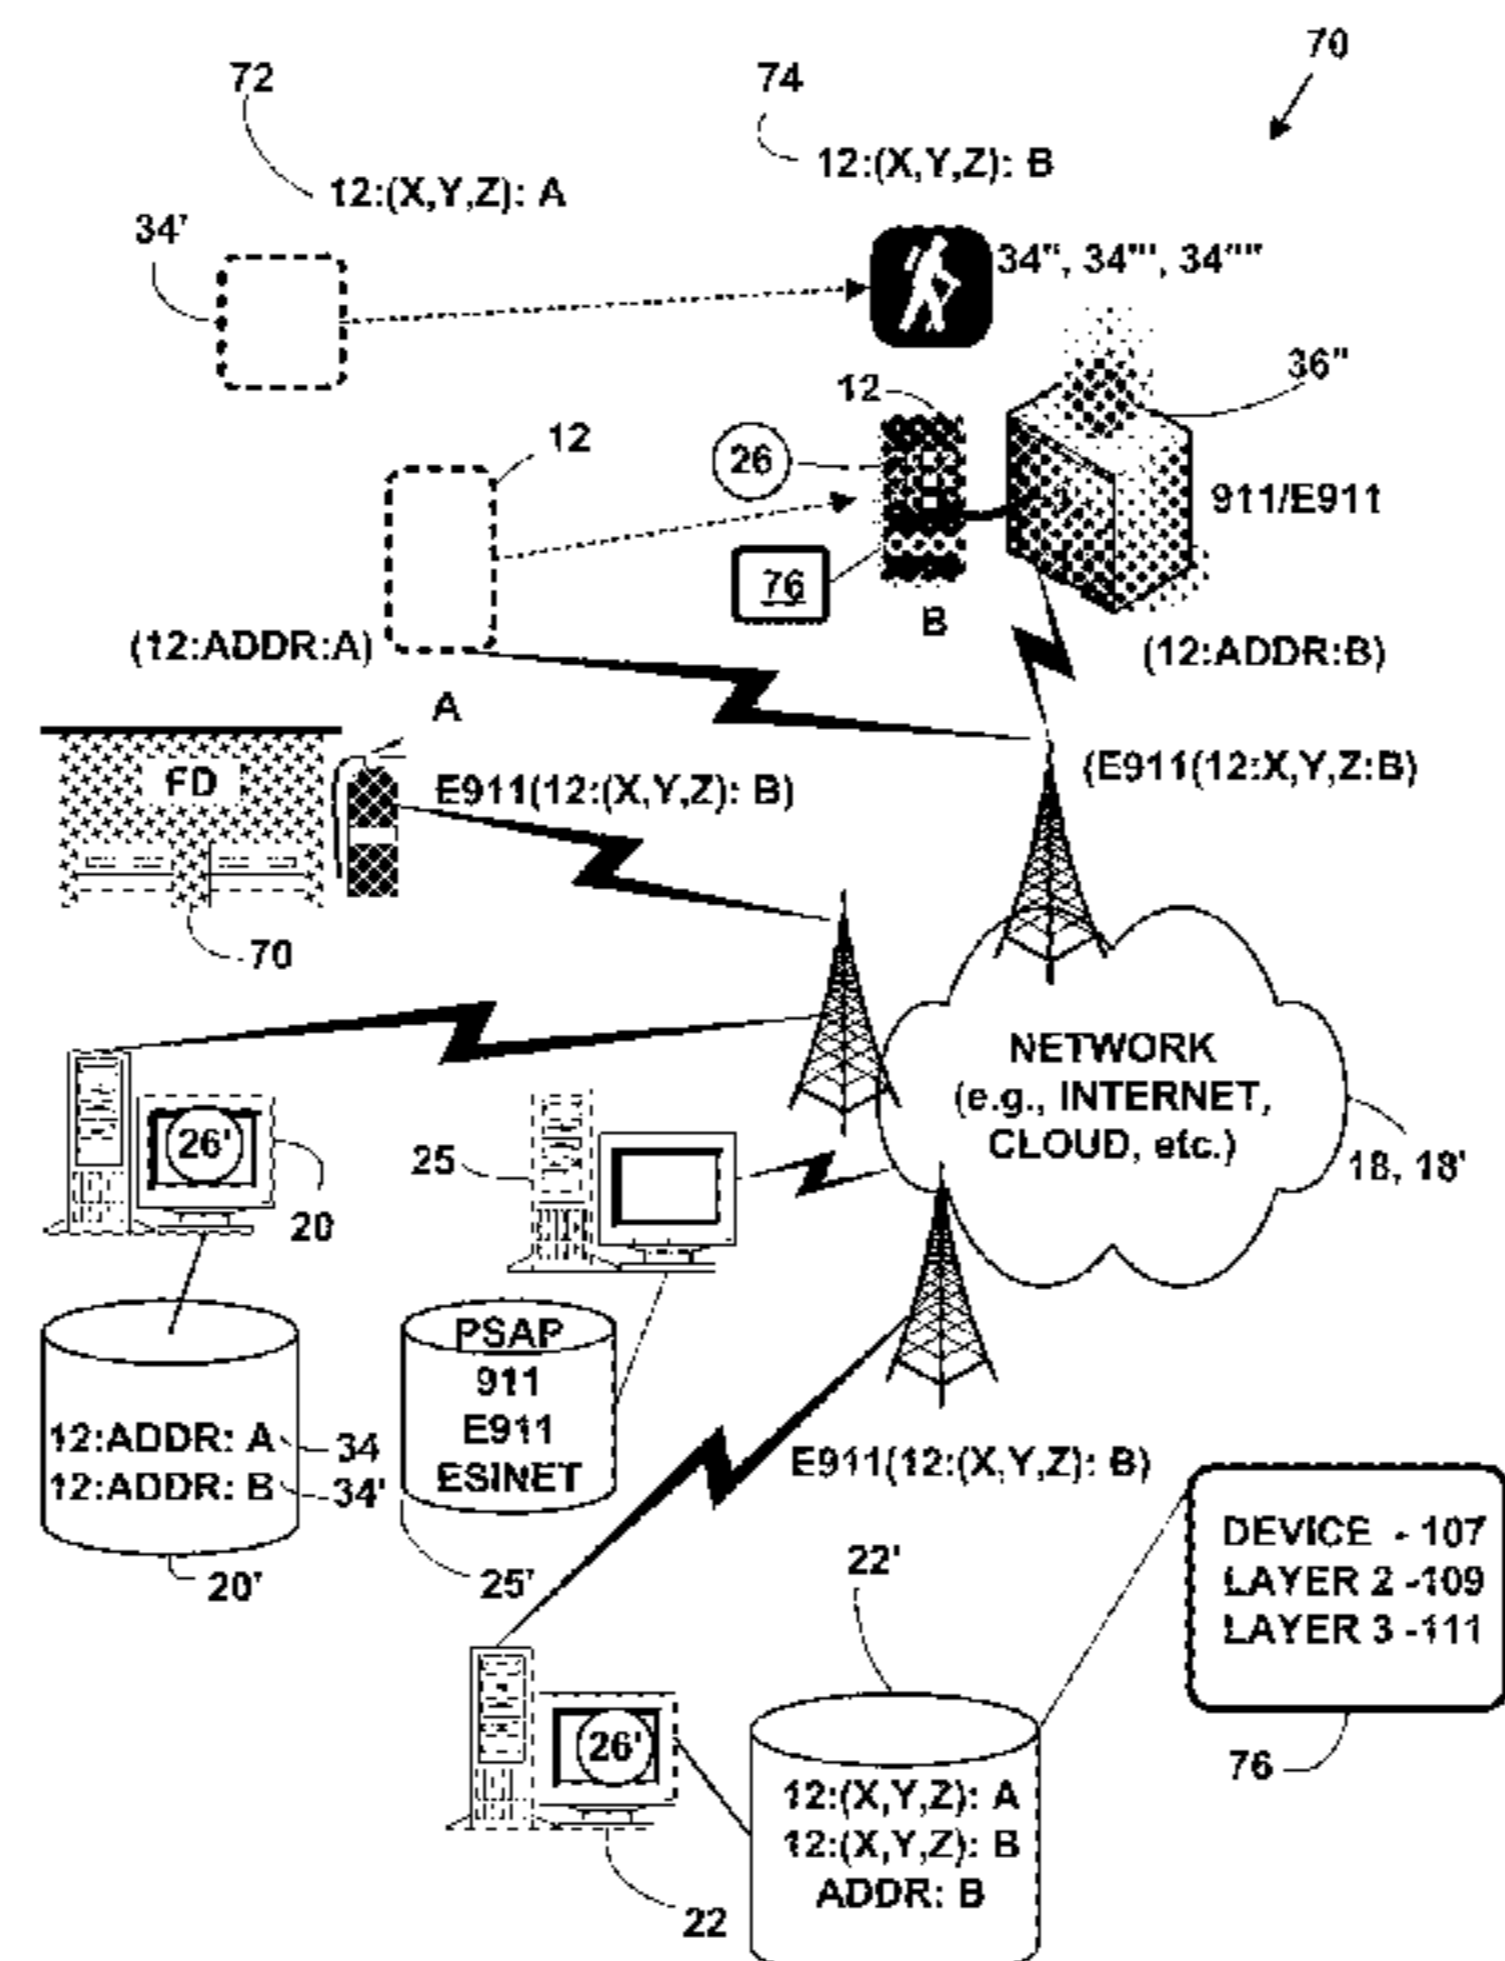 70
72
74
12:(X,Y,Z): B
12:(X,Y,Z): A
34'
34'', 34''', 34''''
36''
12
12
26
911/E911
76
B
(12:ADDR:A)
(12:ADDR:B)
A
FD
E911(12:(X,Y,Z): B)
(E911(12:X,Y,Z:B)
70
NETWORK
(e.g., INTERNET,
CLOUD, etc.)
26'
25
18, 18'
20
PSAP
911
E911
ESINET
12:ADDR: A
34
12:ADDR: B
34'
E911(12:(X,Y,Z): B)
20'
25'
22'
DEVICE - 107
LAYER 2 -109
LAYER 3 -111
26'
76
12:(X,Y,Z): A
12:(X,Y,Z): B
ADDR: B
22